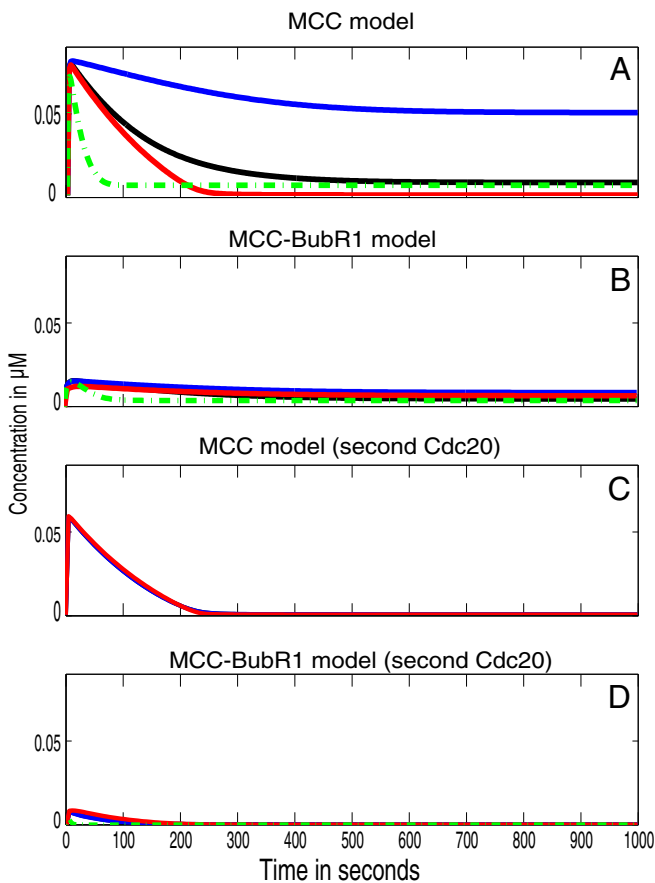 MCC model
A
0.05
0
MCC-BubR1 model
B
0.05
0
MCC model (second Cdc20)
C
0.05
0
MCC-BubR1 model (second Cdc20)
D
0.05
0
0 100 200 300 400 500 600 700 800 900 1000
Time in seconds
Concentration in µM